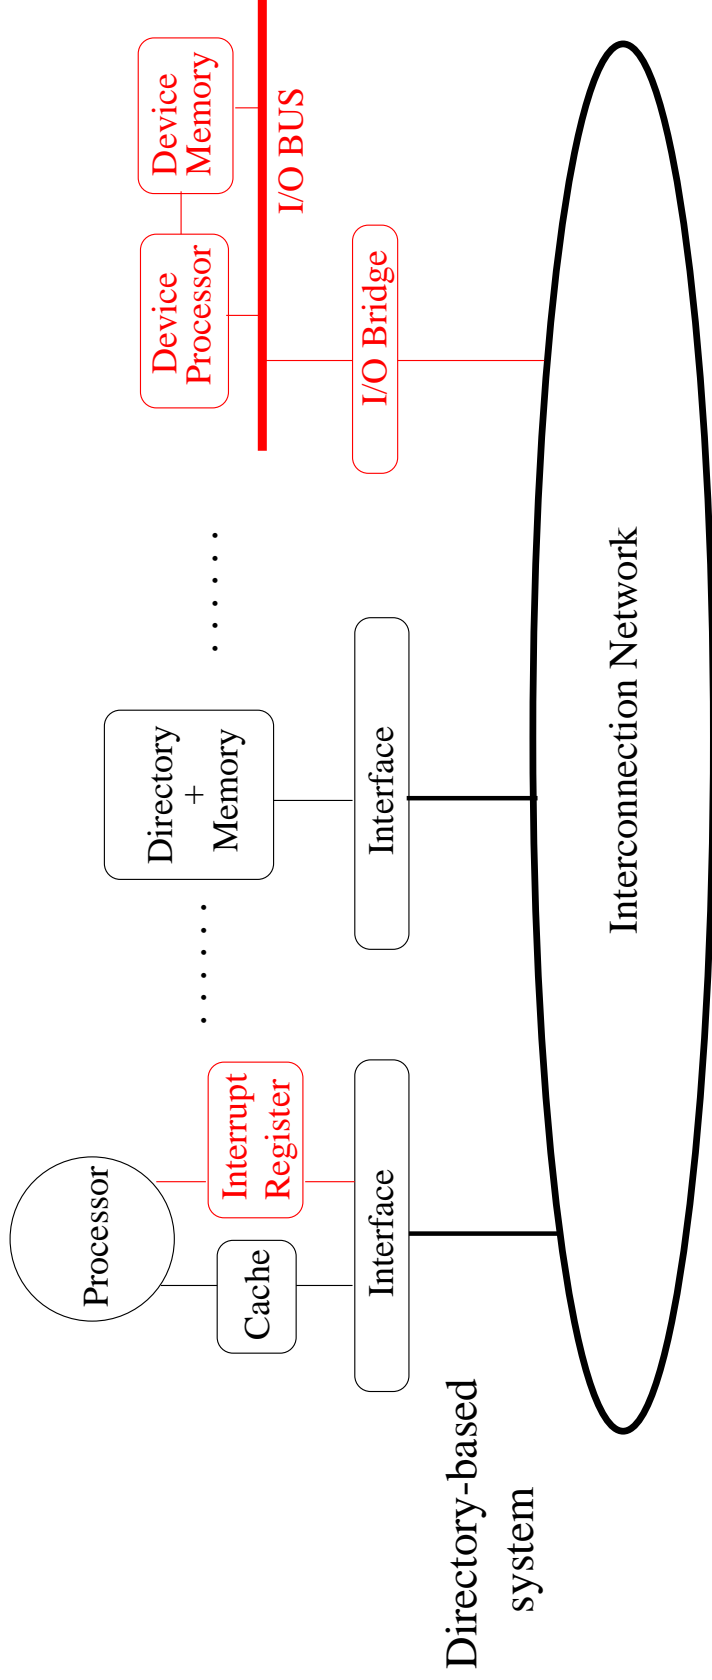 Processor
Cache
Interrupt
Register
Interface
Directory
+
Memory
Interface
Device
Processor
Device
Memory
I/O BUS
I/O Bridge
Directory-based
system
Interconnection Network